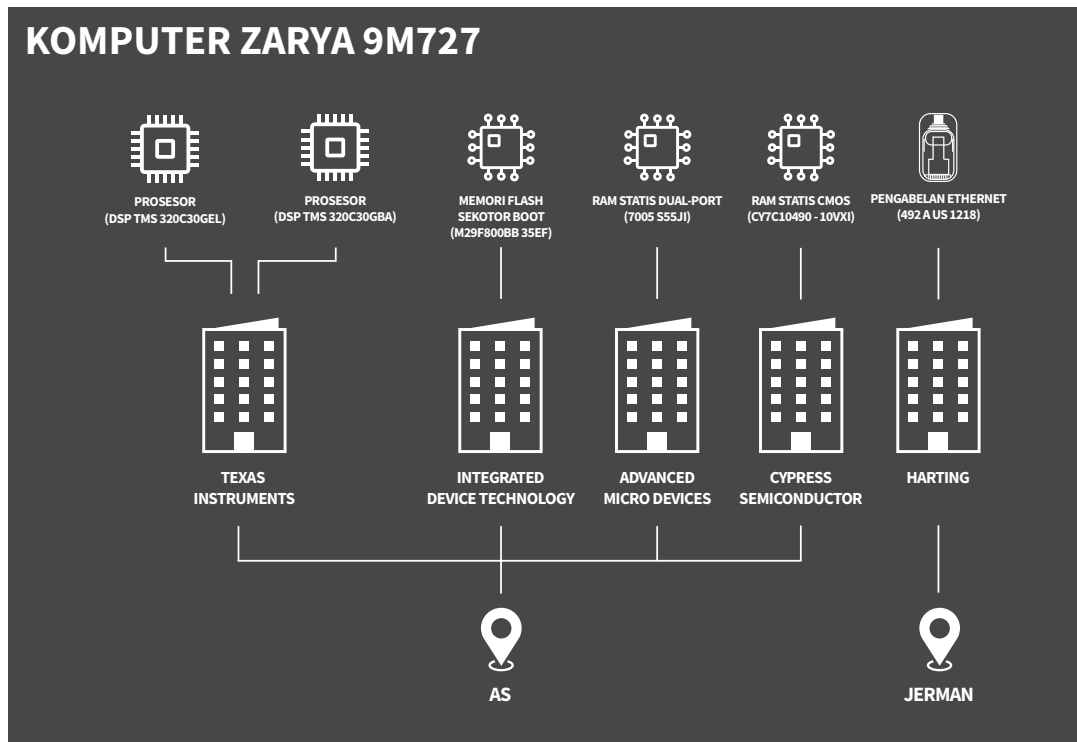 KOMPUTER ZARYA 9M727
PROSESOR
(DSP TMS 320C30GEL)
PROSESOR
(DSP TMS 320C30GBA)
MEMORI FLASH
SEKOTOR BOOT
(M29F800BB 35EF)
RAM STATIS DUAL-PORT
(7005 S55JI)
RAM STATIS CMOS
(CY7C10490 - 10VXI)
PENGABELAN ETHERNET
(492 A US 1218)
TEXAS
INSTRUMENTS
INTEGRATED
DEVICE TECHNOLOGY
ADVANCED
MICRO DEVICES
CYPRESS
SEMICONDUCTOR
HARTING
AS
JERMAN